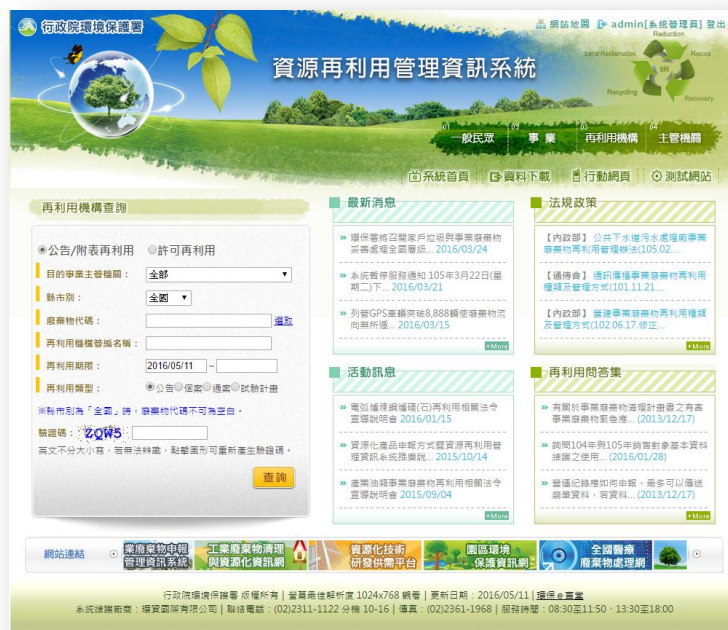 行政院環境保護署
網站地圖 admin[系統管理員] 登出
資源再利用管理資訊系統
Reduction
Land Reclamation
Reuse
5R
Recycling
Recovery
01 一般民眾
02 事業
03 再利用機構
04 主管機關
系統首頁
資料下載
行動網頁
測試網站
再利用機構查詢
公告/附表再利用 許可再利用
目的事業主管機關： 全部
縣市別： 全國
廢棄物代碼： 選取
再利用機構管編名稱：
再利用期限： 2016/05/11 ~
再利用類型： 公告 個案 通案 試驗計畫
※縣市別為「全國」時，廢棄物代碼不可為空白。
驗證碼： ZQW5
英文不分大小寫，若無法辨識，點擊圖形可重新產生驗證碼。
查詢
最新消息
環保署將召開家戶垃圾與事業廢棄物
妥善處理全國層級... 2016/03/24
系統暫停服務通知 105年3月22日(星
期二)下... 2016/03/21
列管GPS車輛突破8,888輛使廢棄物流
向無所遁... 2016/03/15
+More
法規政策
【內政部】 公共下水道污水處理廠事業
廢棄物再利用管理辦法(105.02....
【通傳會】 通訊傳播事業廢棄物再利用
種類及管理方式(101.11.21....
【內政部】 營建事業廢棄物再利用種類
及管理方式(102.06.17 修正...
+More
活動訊息
電弧爐煉鋼爐碴(石)再利用相關法令
宣導說明會 2016/01/15
資源化產品申報方式暨資源再利用管
理資訊系統推廣說... 2015/10/14
產業油類事業廢棄物再利用相關法令
宣導說明會 2015/09/04
+More
再利用問答集
有關於事業廢棄物清理計畫書之有害
事業廢棄物緊急應... (2013/12/17)
詢問104年與105年銷售對象基本資料
維護之使用... (2016/01/28)
營運紀錄應如何申報，最多可以傳送
幾筆資料，若資料... (2013/12/17)
+More
網站連結
業廢棄物申報
管理資訊系統
工業廢棄物清理
與資源化資訊網
資源化技術
研發供需平台
園區環境
保護資訊網
全國醫療
廢棄物處理網
行政院環境保護署 版權所有 | 螢幕最佳解析度 1024x768 觀看 | 更新日期：2016/05/11 | 環保e言堂
系統維護廠商：環資國際有限公司 | 聯絡電話：(02)2311-1122 分機 10-16 | 傳真：(02)2361-1968 | 服務時間：08:30至11:50、13:30至18:00